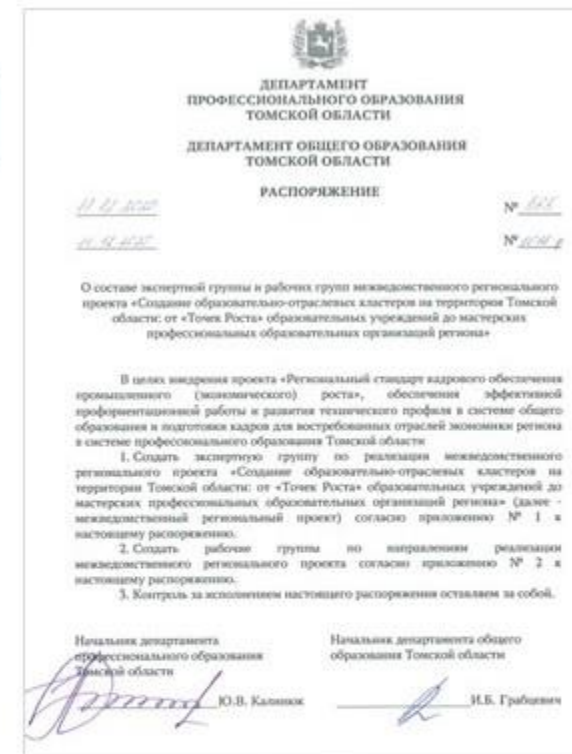 ДЕПАРТАМЕНТ
ПРОФЕССИОНАЛЬНОГО ОБРАЗОВАНИЯ
ТОМСКОЙ ОБЛАСТИ
ДЕПАРТАМЕНТ ОБЩЕГО ОБРАЗОВАНИЯ
ТОМСКОЙ ОБЛАСТИ
РАСПОРЯЖЕНИЕ
№
№
О составе экспертной группы и рабочих групп межведомственного регионального
проекта «Создание образовательно-отраслевых кластеров на территории Томской
области: от «Точек Роста» образовательных учреждений до мастерских
профессиональных образовательных организаций региона»
В целях внедрения проекта «Региональный стандарт кадрового обеспечения
промышленного (экономического) роста», обеспечения эффективной
профориентационной работы и развития технического профиля в системе общего
образования и подготовки кадров для востребованных отраслей экономики региона
в системе профессионального образования Томской области
1. Создать экспертную группу по реализации межведомственного
регионального проекта «Создание образовательно-отраслевых кластеров на
территории Томской области: от «Точек Роста» образовательных учреждений до
мастерских профессиональных образовательных организаций региона» (далее -
межведомственный региональный проект) согласно приложению № 1 к
настоящему распоряжению.
2. Создать рабочие группы по направлениям реализации
межведомственного регионального проекта согласно приложению № 2 к
настоящему распоряжению.
3. Контроль за исполнением настоящего распоряжения оставляем за собой.
Начальник департамента
профессионального образования
Томской области
Ю.В. Калинюк
Начальник департамента общего
образования Томской области
И.Б. Грабцевич